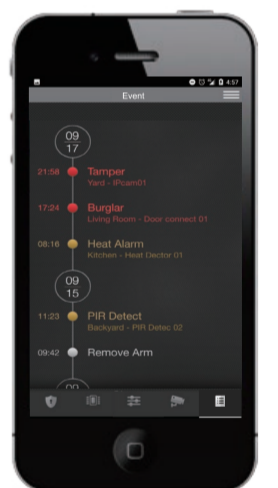 4:57
Event
09
17
21:58 Tamper
Yard - IPcam01
17:24 Burglar
Living Room - Door connect 01
08:16 Heat Alarm
Kitchen - Heat Dector 01
09
15
11:23 PIR Detect
Backyard - PIR Detec 02
09:42 Remove Arm
09